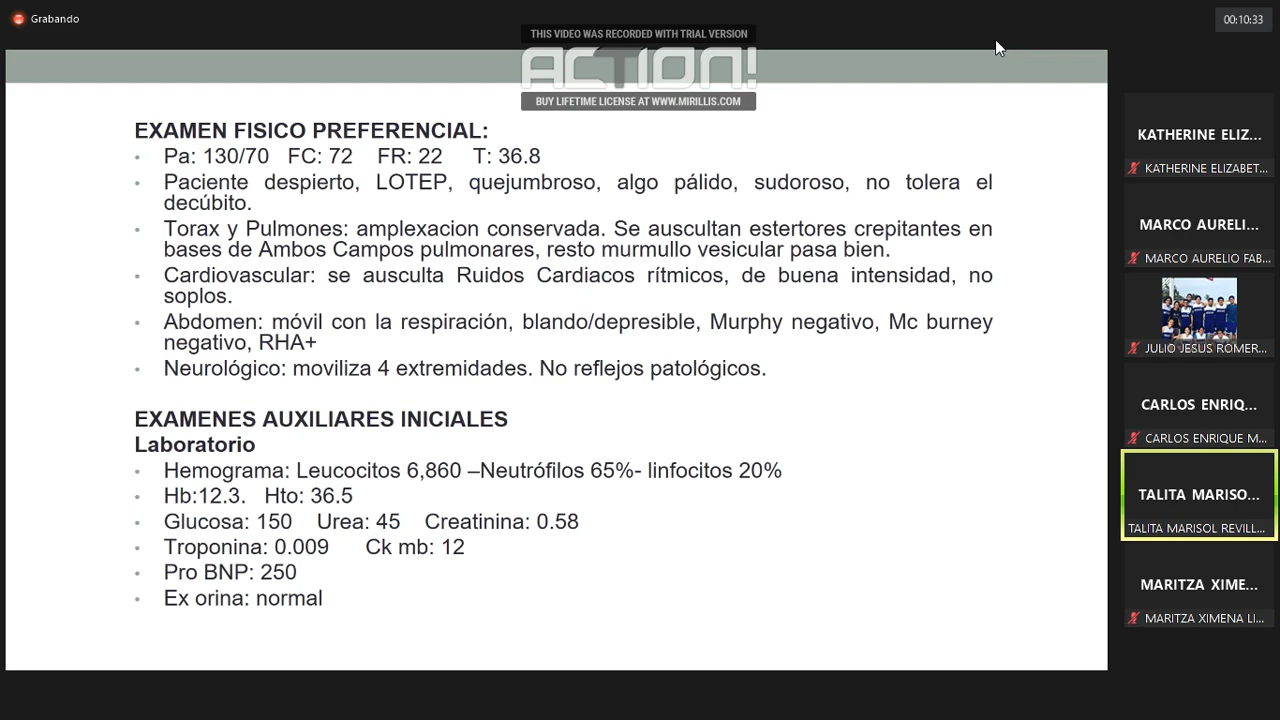 Grabando
00:10:33
THIS VIDEO WAS RECORDED WITH TRIAL VERSION
ACTION!
BUY LIFETIME LICENSE AT WWW.MIRILLIS.COM
EXAMEN FISICO PREFERENCIAL:
• Pa: 130/70 FC: 72 FR: 22 T: 36.8
• Paciente despierto, LOTEP, quejumbroso, algo pálido, sudoroso, no tolera el
decúbito.
• Torax y Pulmones: amplexacion conservada. Se auscultan estertores crepitantes en
bases de Ambos Campos pulmonares, resto murmullo vesicular pasa bien.
• Cardiovascular: se ausculta Ruidos Cardiacos rítmicos, de buena intensidad, no
soplos.
• Abdomen: móvil con la respiración, blando/depresible, Murphy negativo, Mc burney
negativo, RHA+
• Neurológico: moviliza 4 extremidades. No reflejos patológicos.
EXAMENES AUXILIARES INICIALES
Laboratorio
• Hemograma: Leucocitos 6,860 –Neutrófilos 65%- linfocitos 20%
• Hb:12.3. Hto: 36.5
• Glucosa: 150 Urea: 45 Creatinina: 0.58
• Troponina: 0.009 Ck mb: 12
• Pro BNP: 250
• Ex orina: normal
KATHERINE ELIZ...
KATHERINE ELIZABET...
MARCO AURELI...
MARCO AURELIO FAB...
JULIO JESUS ROMER...
CARLOS ENRIQ...
CARLOS ENRIQUE M...
TALITA MARISO...
TALITA MARISOL REVILL...
MARITZA XIME...
MARITZA XIMENA LI...